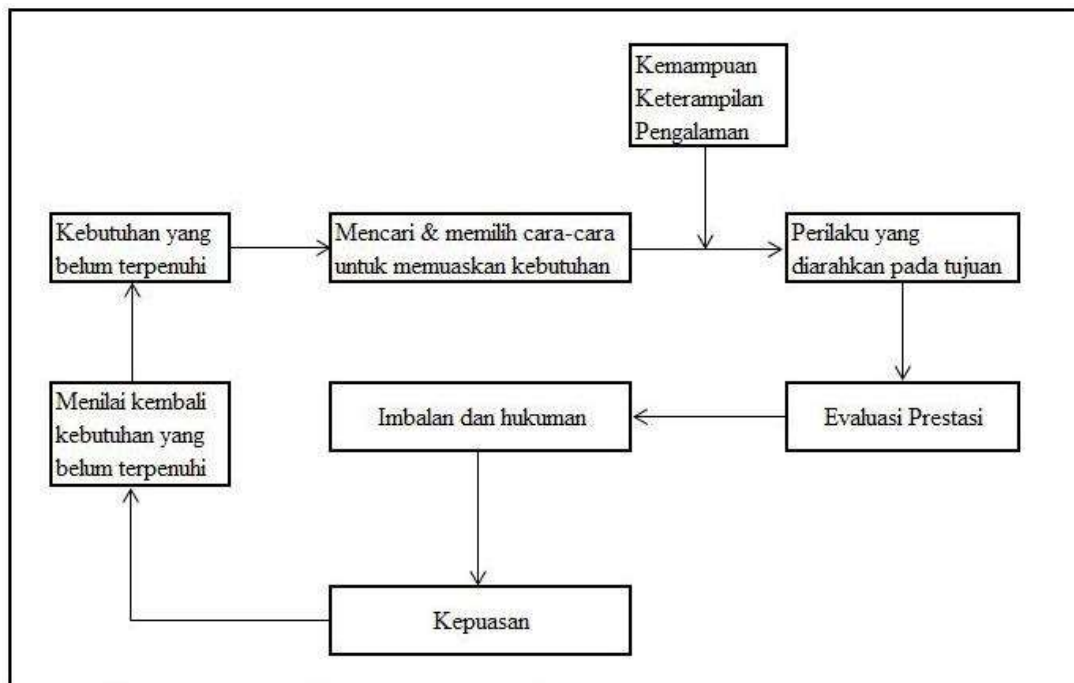 Kemampuan
Keterampilan
Pengalaman
Kebutuhan yang
belum terpenuhi
Mencari & memilih cara-cara
untuk memuaskan kebutuhan
Perilaku yang
diarahkan pada tujuan
Menilai kembali
kebutuhan yang
belum terpenuhi
Imbalan dan hukuman
Evaluasi Prestasi
Kepuasan